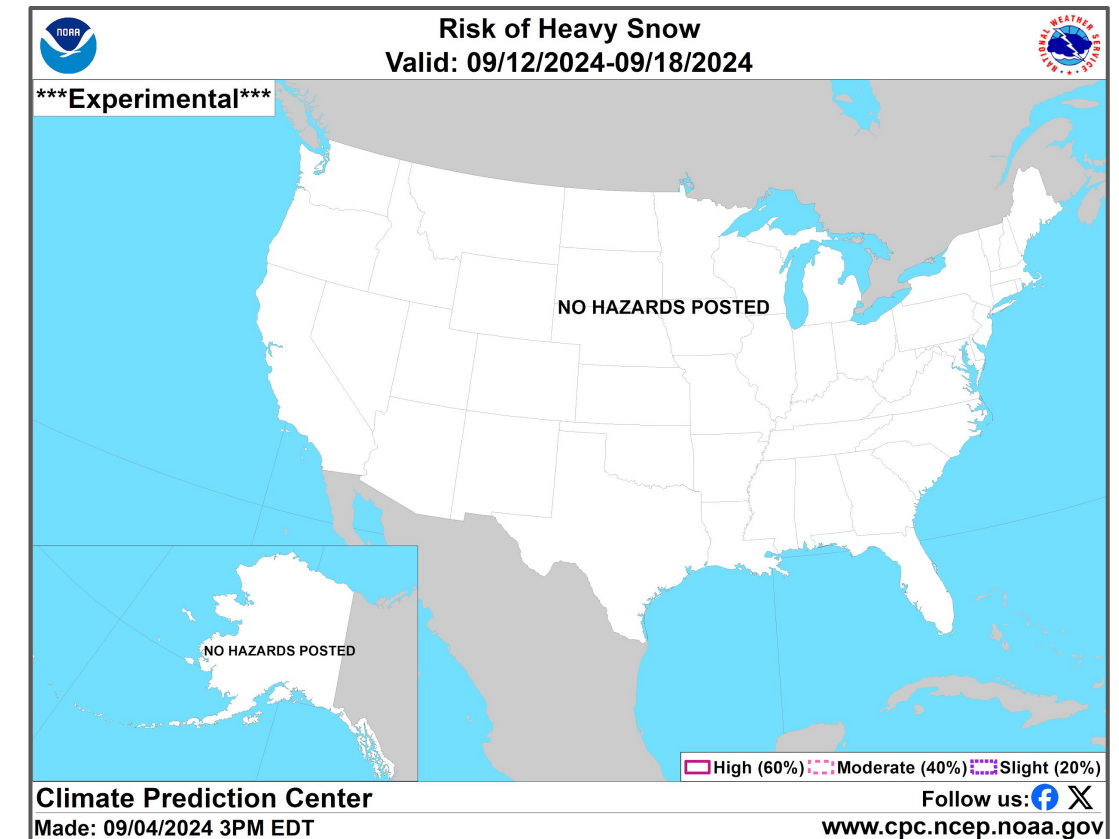 NOAA
Risk of Heavy Snow
Valid: 09/12/2024-09/18/2024
NATIONAL WEATHER SERVICE
***Experimental***
NO HAZARDS POSTED
NO HAZARDS POSTED
High (60%) Moderate (40%) Slight (20%)
Climate Prediction Center
Follow us:
Made: 09/04/2024 3PM EDT
www.cpc.ncep.noaa.gov